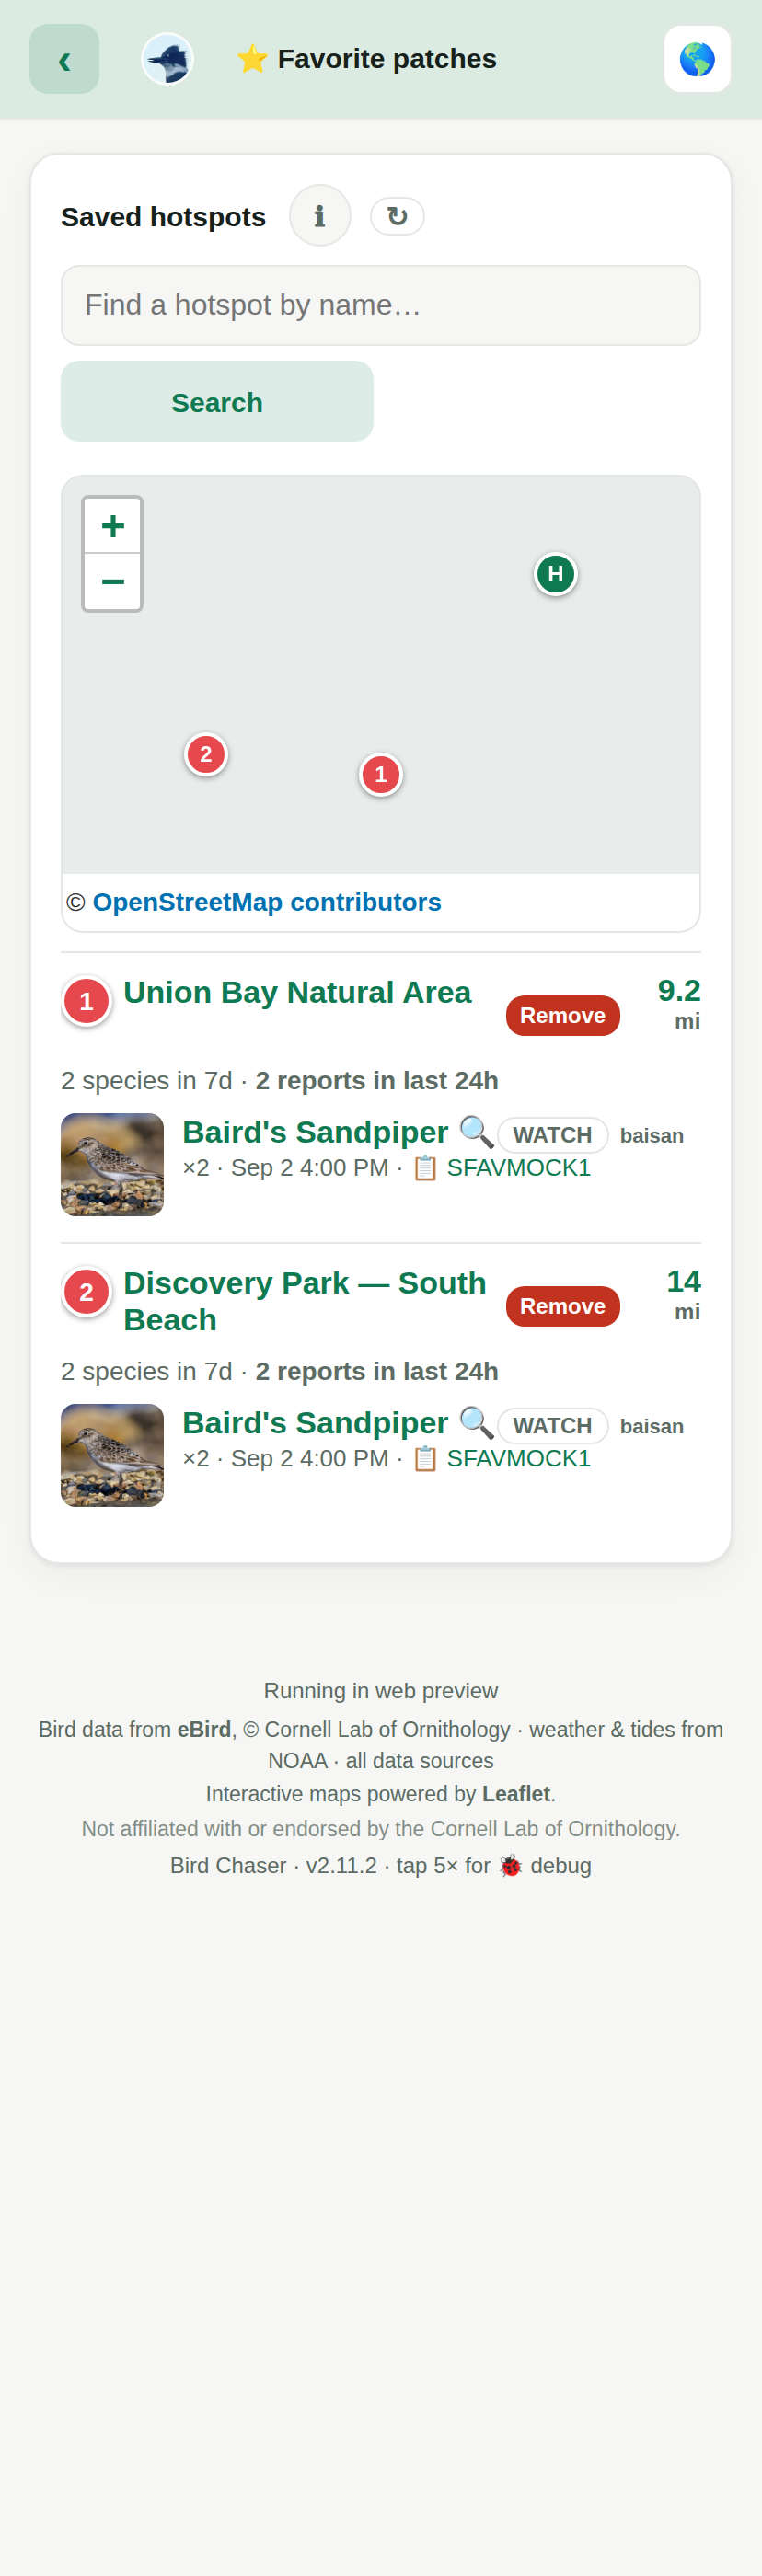 ‹ ⭐ Favorite patches 🌎
Saved hotspots ℹ ↻
Find a hotspot by name…
Search
+
−
H
2
1
© OpenStreetMap contributors
1 Union Bay Natural Area Remove 9.2 mi
2 species in 7d · 2 reports in last 24h
Baird's Sandpiper 🔍 WATCH baisan
×2 · Sep 2 4:00 PM · 📋 SFAVMOCK1
2 Discovery Park — South Remove 14 mi
Beach
2 species in 7d · 2 reports in last 24h
Baird's Sandpiper 🔍 WATCH baisan
×2 · Sep 2 4:00 PM · 📋 SFAVMOCK1
Running in web preview
Bird data from eBird, © Cornell Lab of Ornithology · weather & tides from
NOAA · all data sources
Interactive maps powered by Leaflet.
Not affiliated with or endorsed by the Cornell Lab of Ornithology.
Bird Chaser · v2.11.2 · tap 5× for 🐞 debug